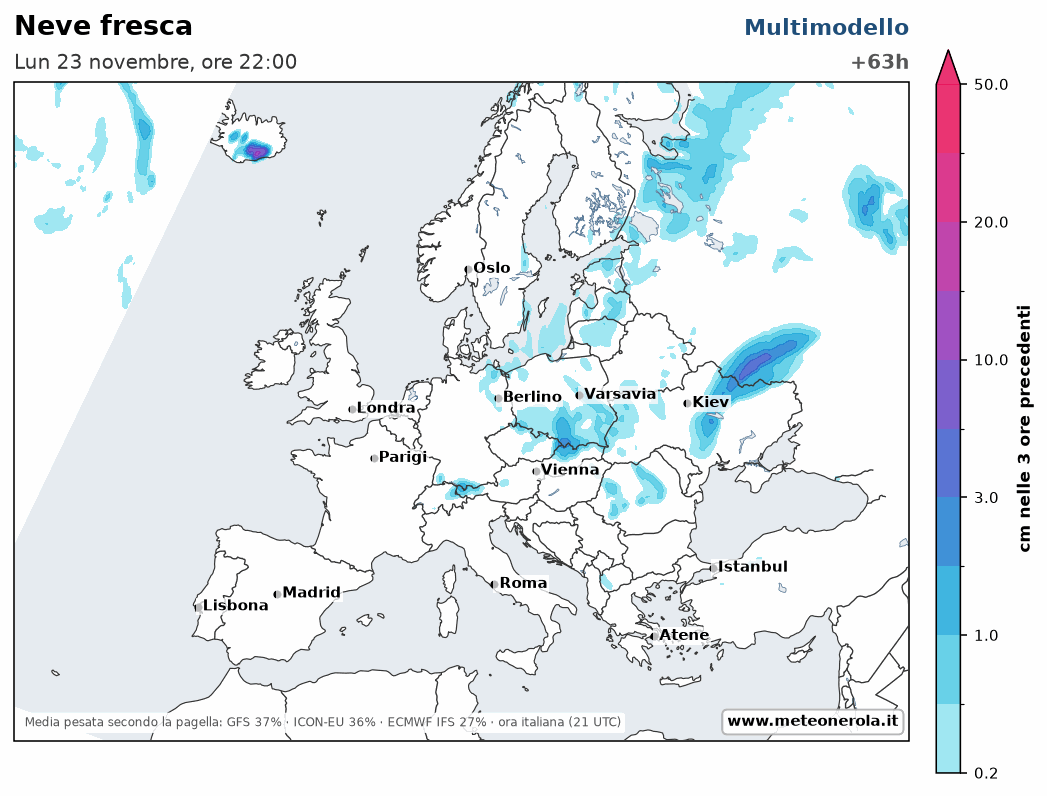 Neve fresca
Multimodello
Lun 23 novembre, ore 22:00
+63h
50.0
20.0
10.0
3.0
1.0
0.2
cm nelle 3 ore precedenti
Oslo
Berlino
Varsavia
Kiev
Londra
Parigi
Vienna
Istanbul
Roma
Madrid
Lisbona
Atene
Media pesata secondo la pagella: GFS 37% · ICON-EU 36% · ECMWF IFS 27% · ora italiana (21 UTC)
www.meteonerola.it